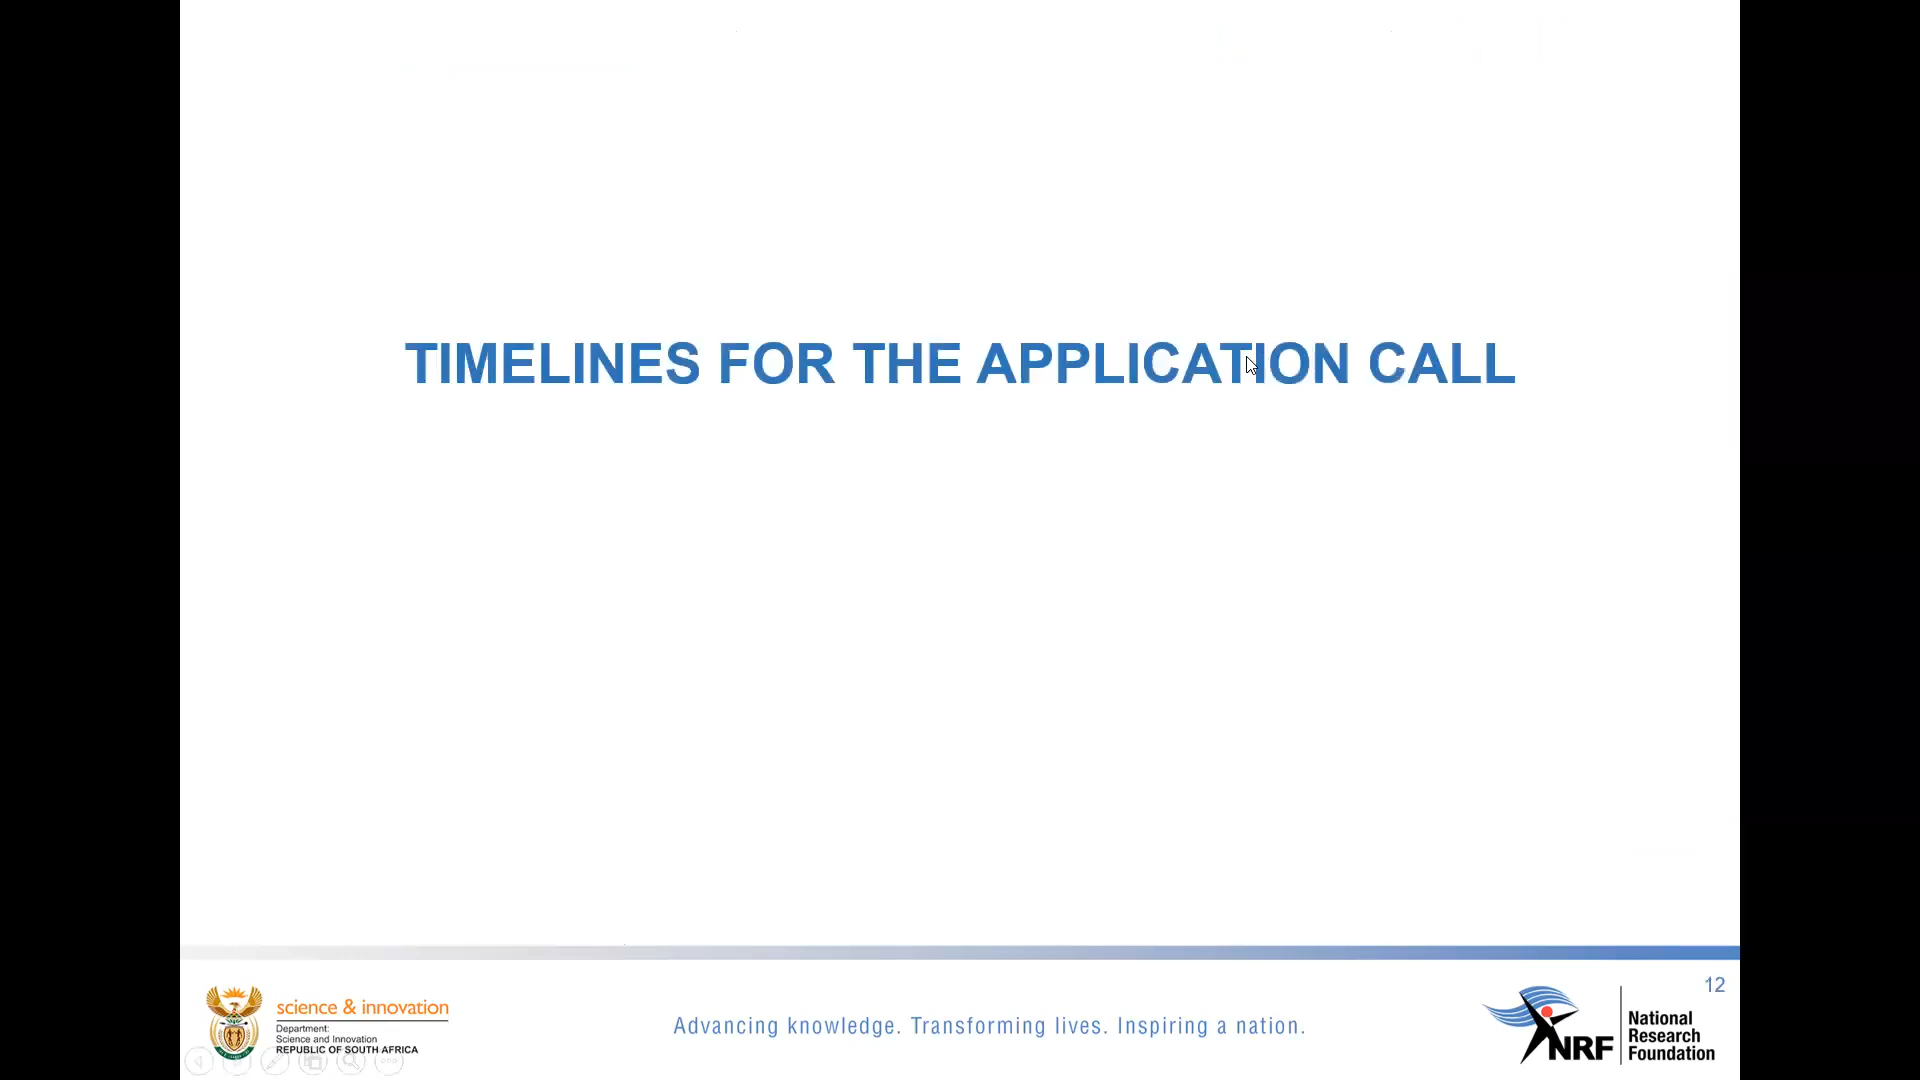 TIMELINES FOR THE APPLICATION CALL
12
science & innovation
Department:
Science and Innovation
REPUBLIC OF SOUTH AFRICA
Advancing knowledge. Transforming lives. Inspiring a nation.
NRF
National
Research
Foundation